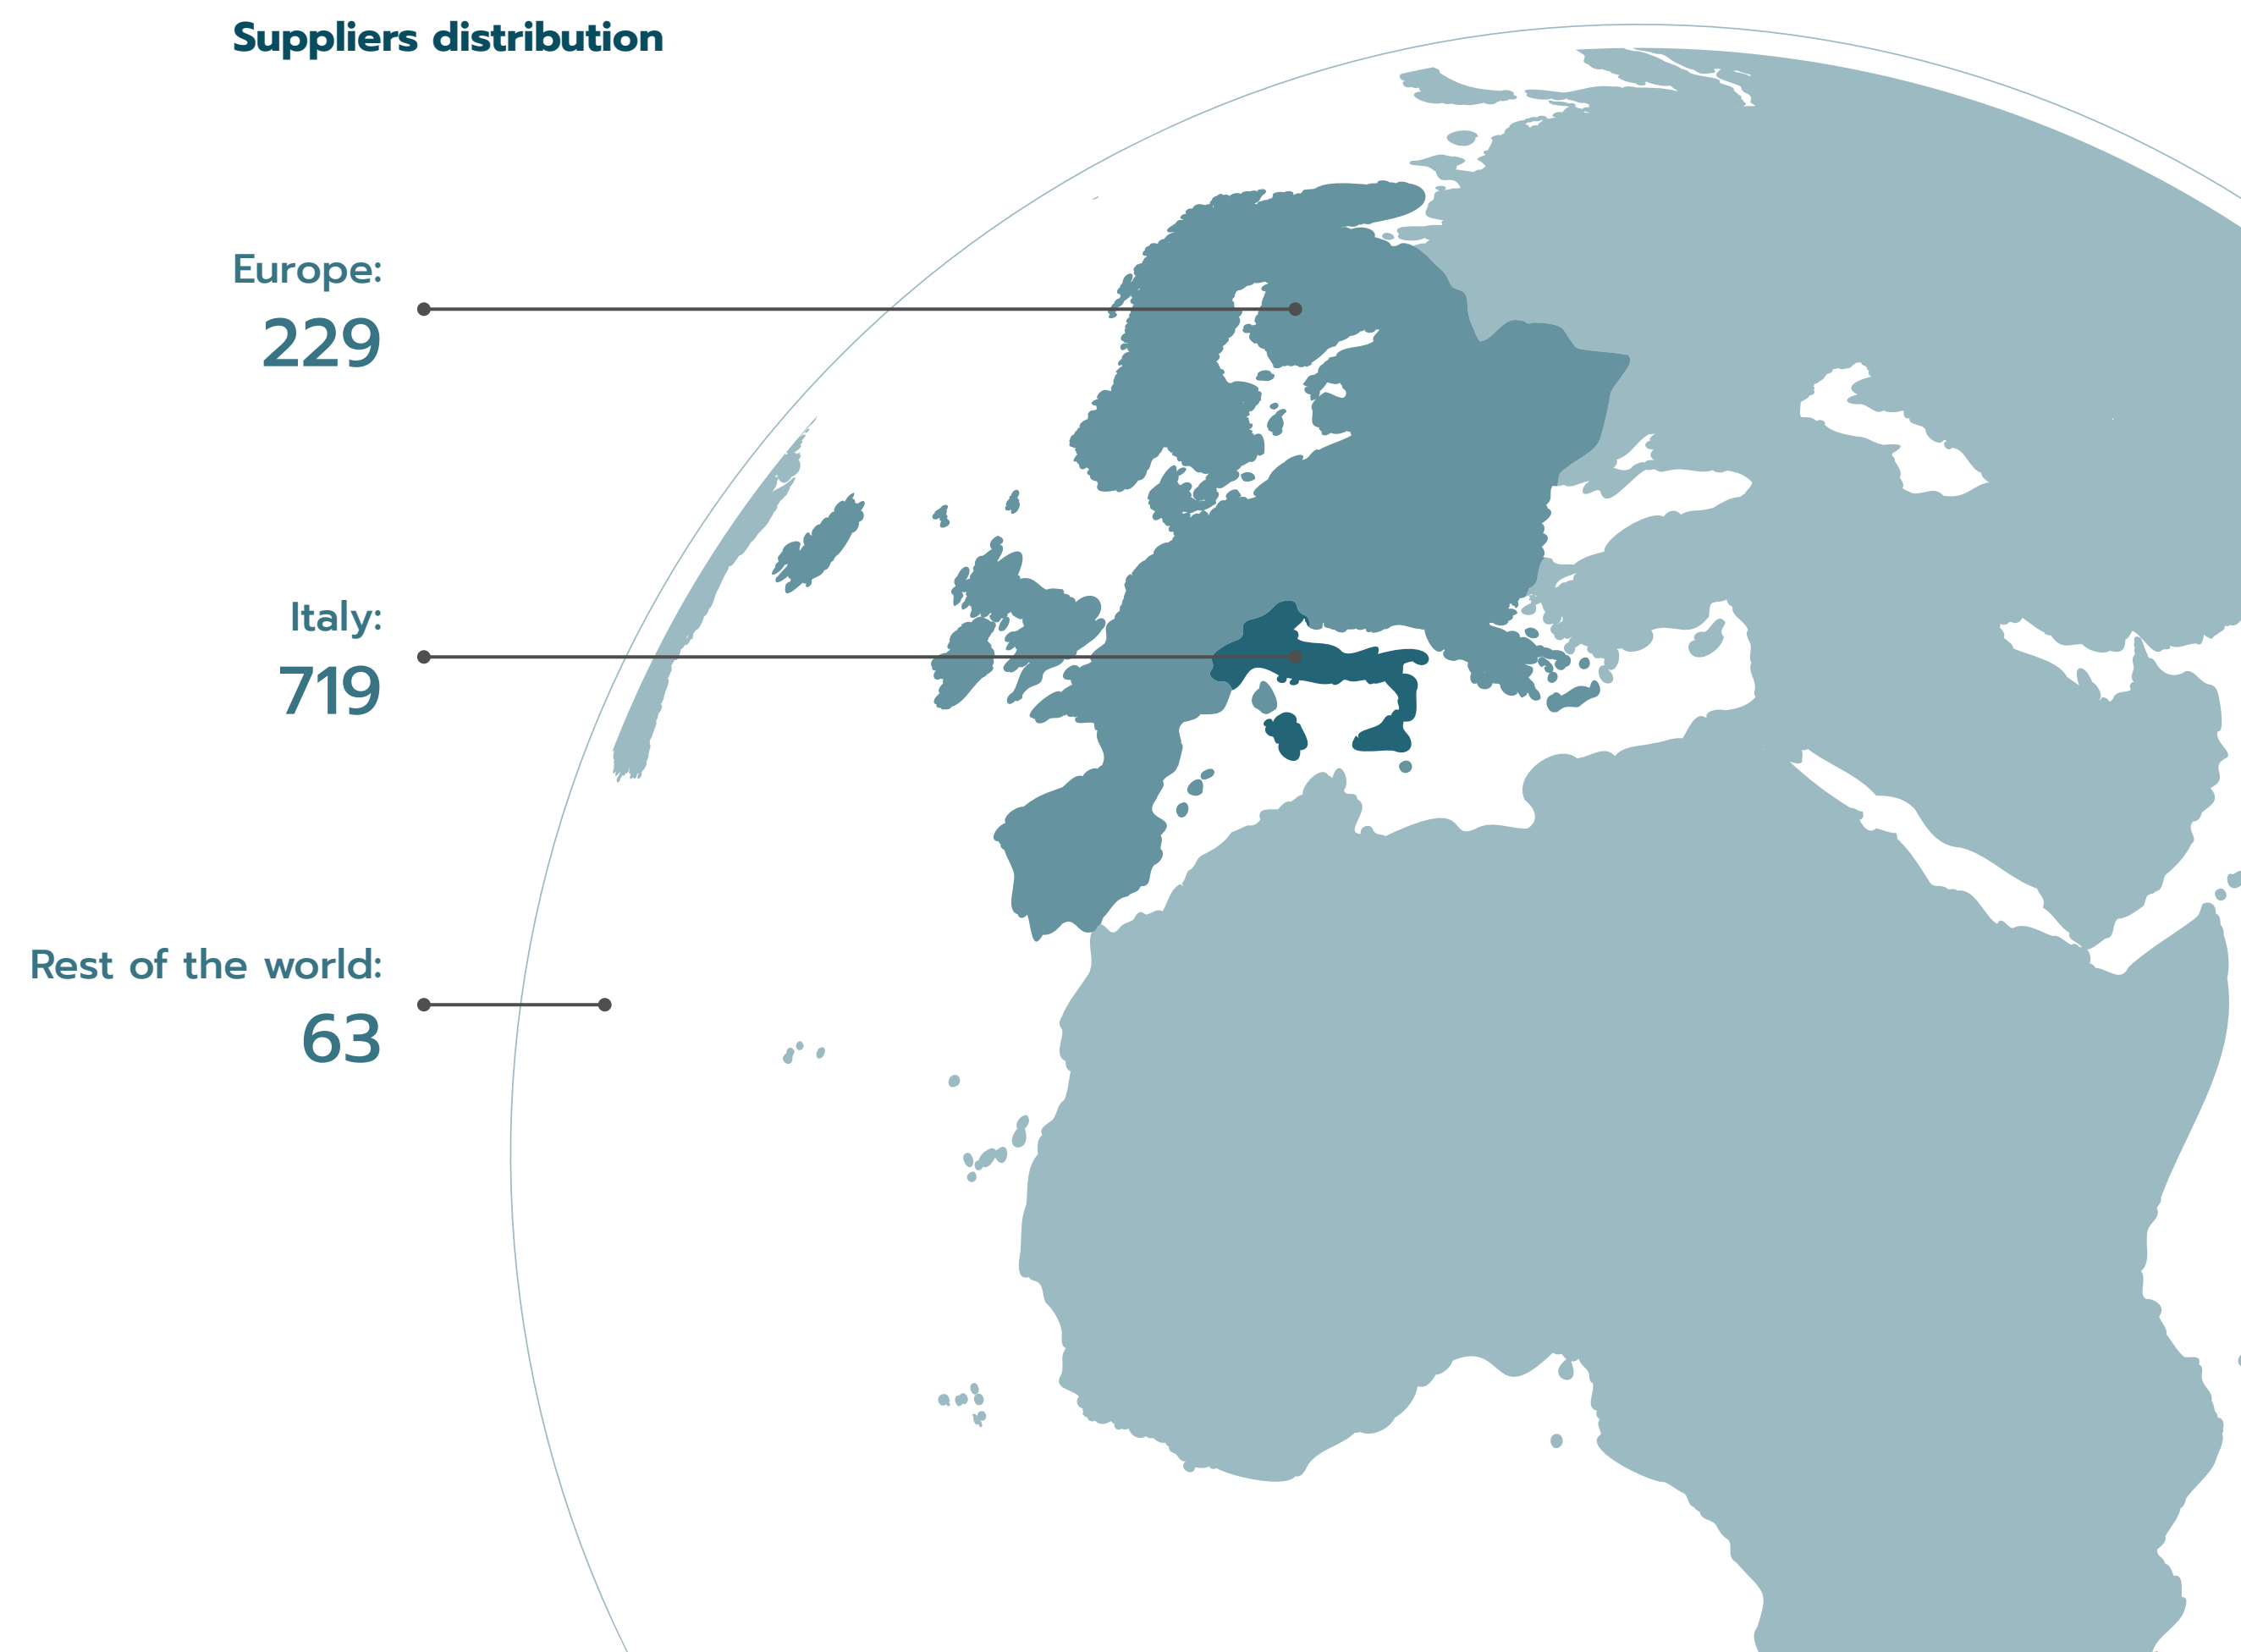 Suppliers distribution
Europe:
229
Italy:
719
Rest of the world:
63